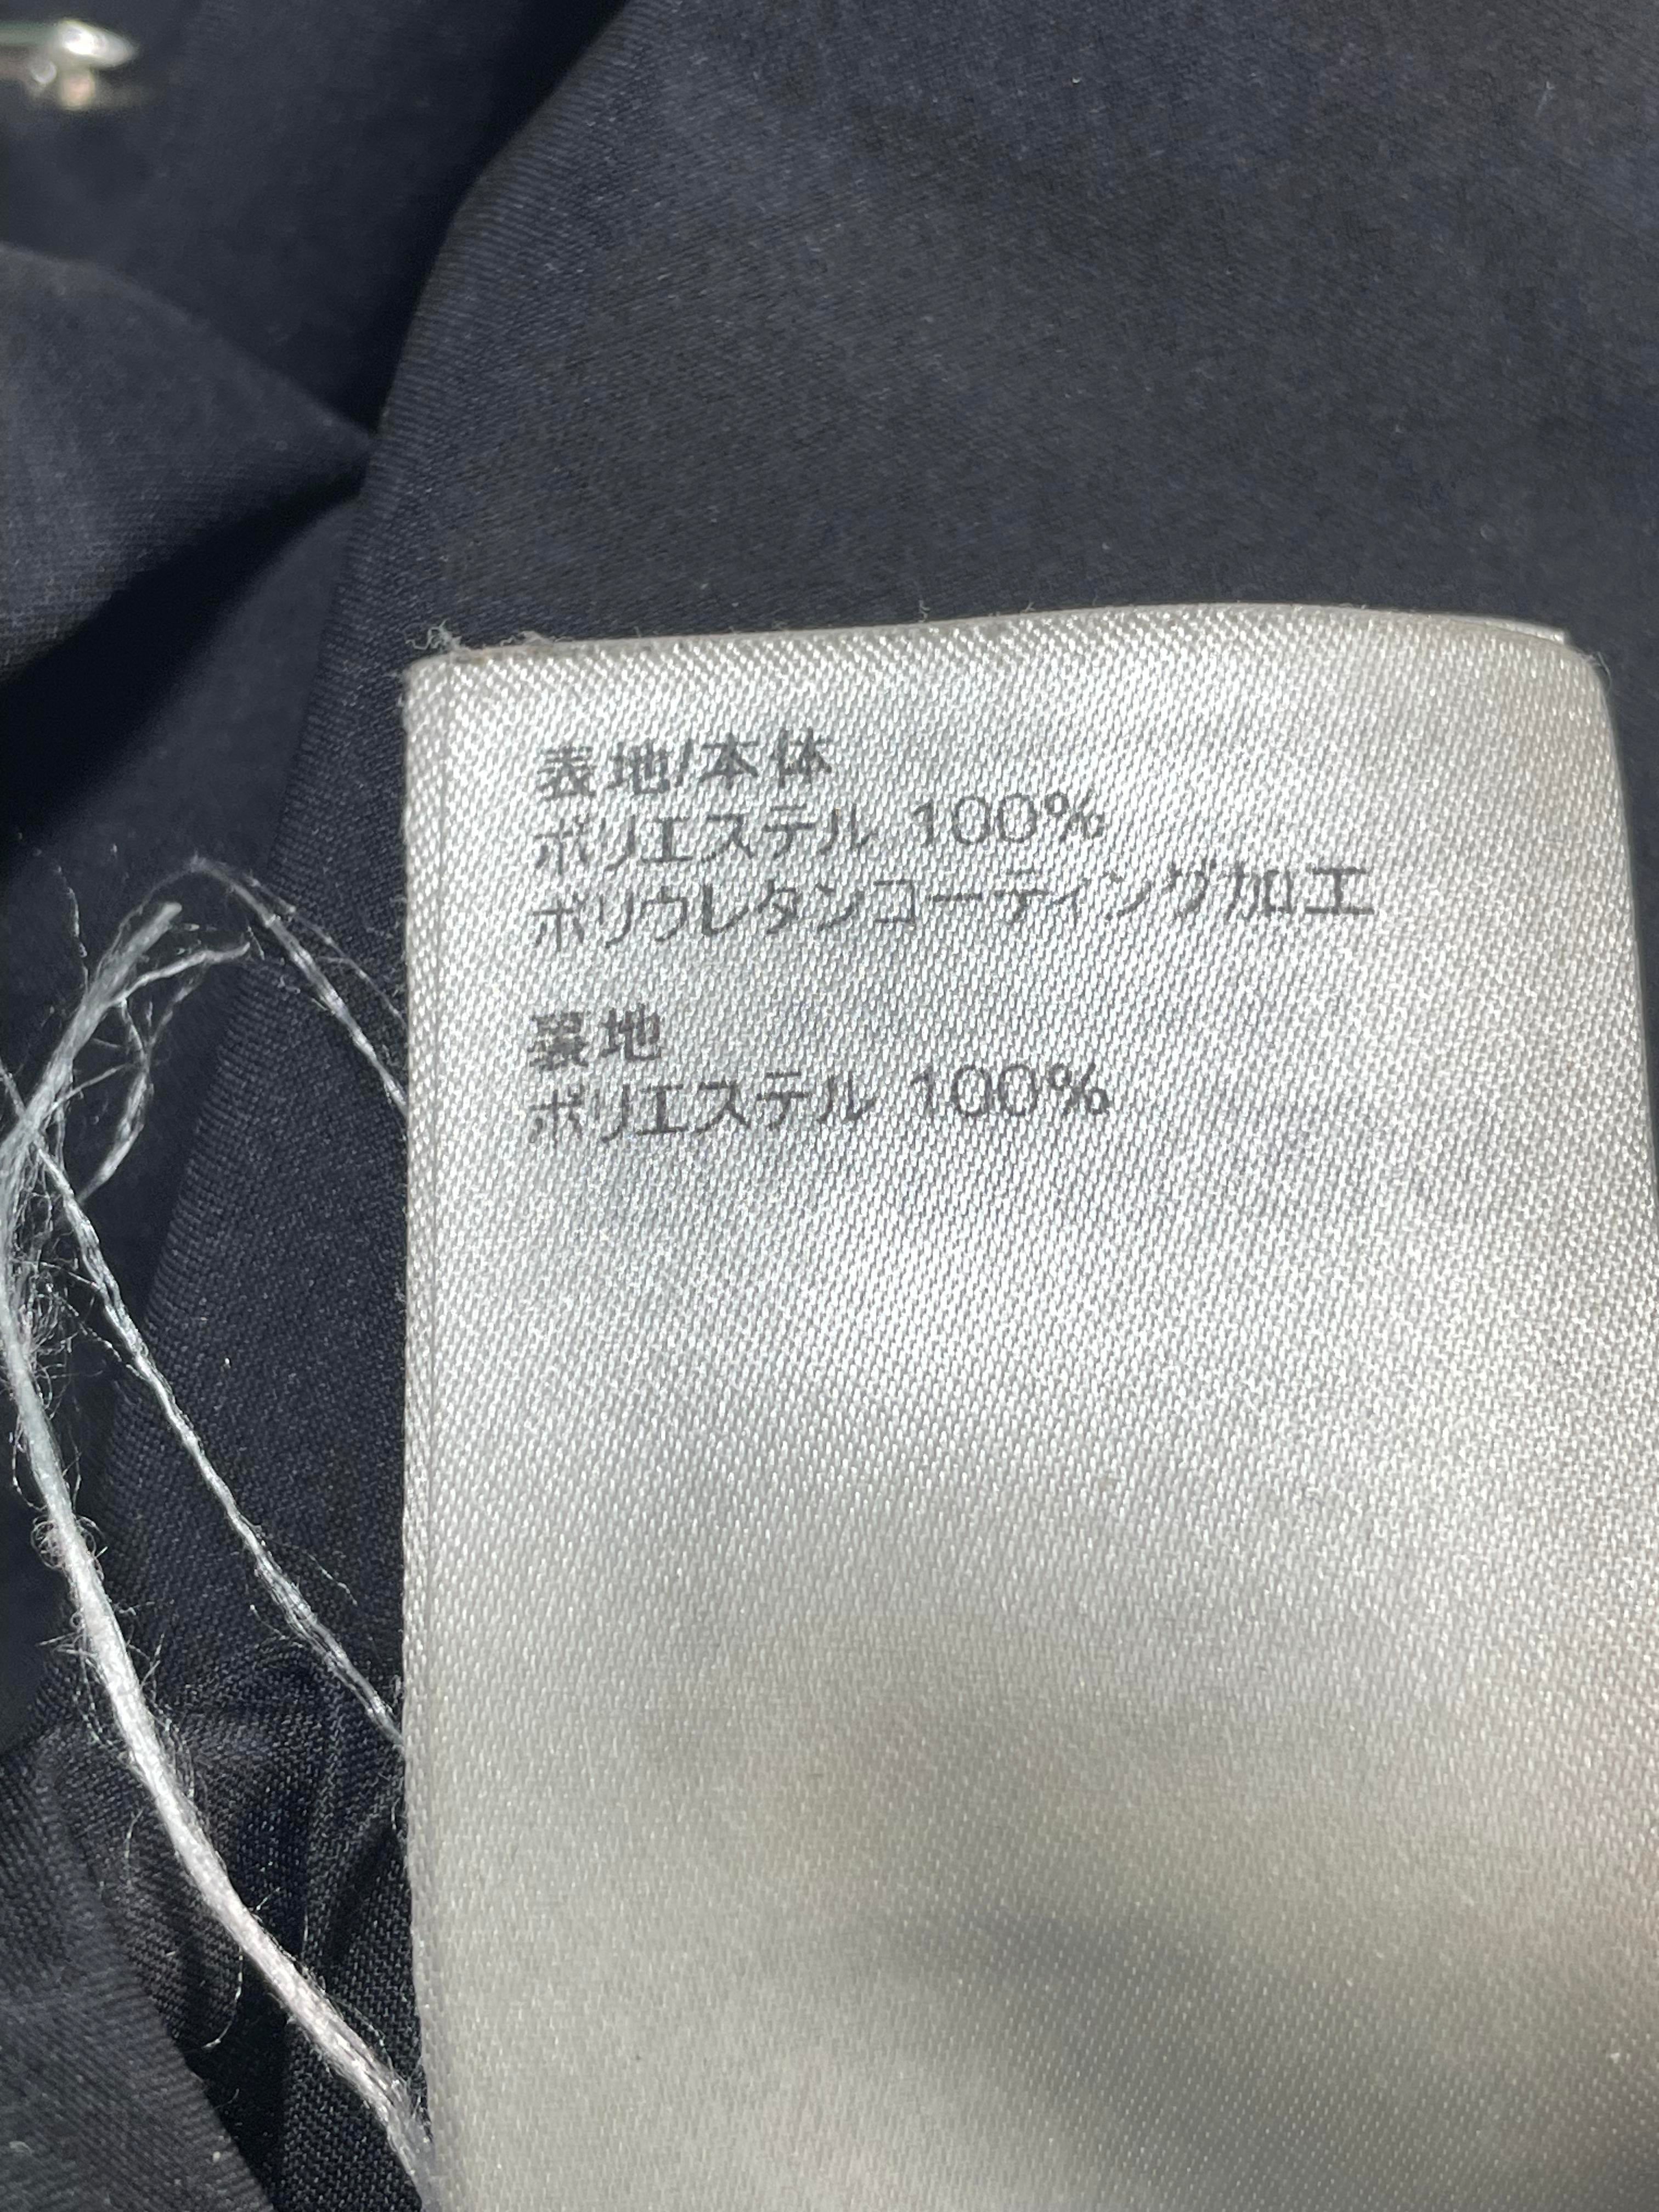 表地/本体
ポリエステル 100%
ポリウレタンコーティング加工
裏地
ポリエステル 100%